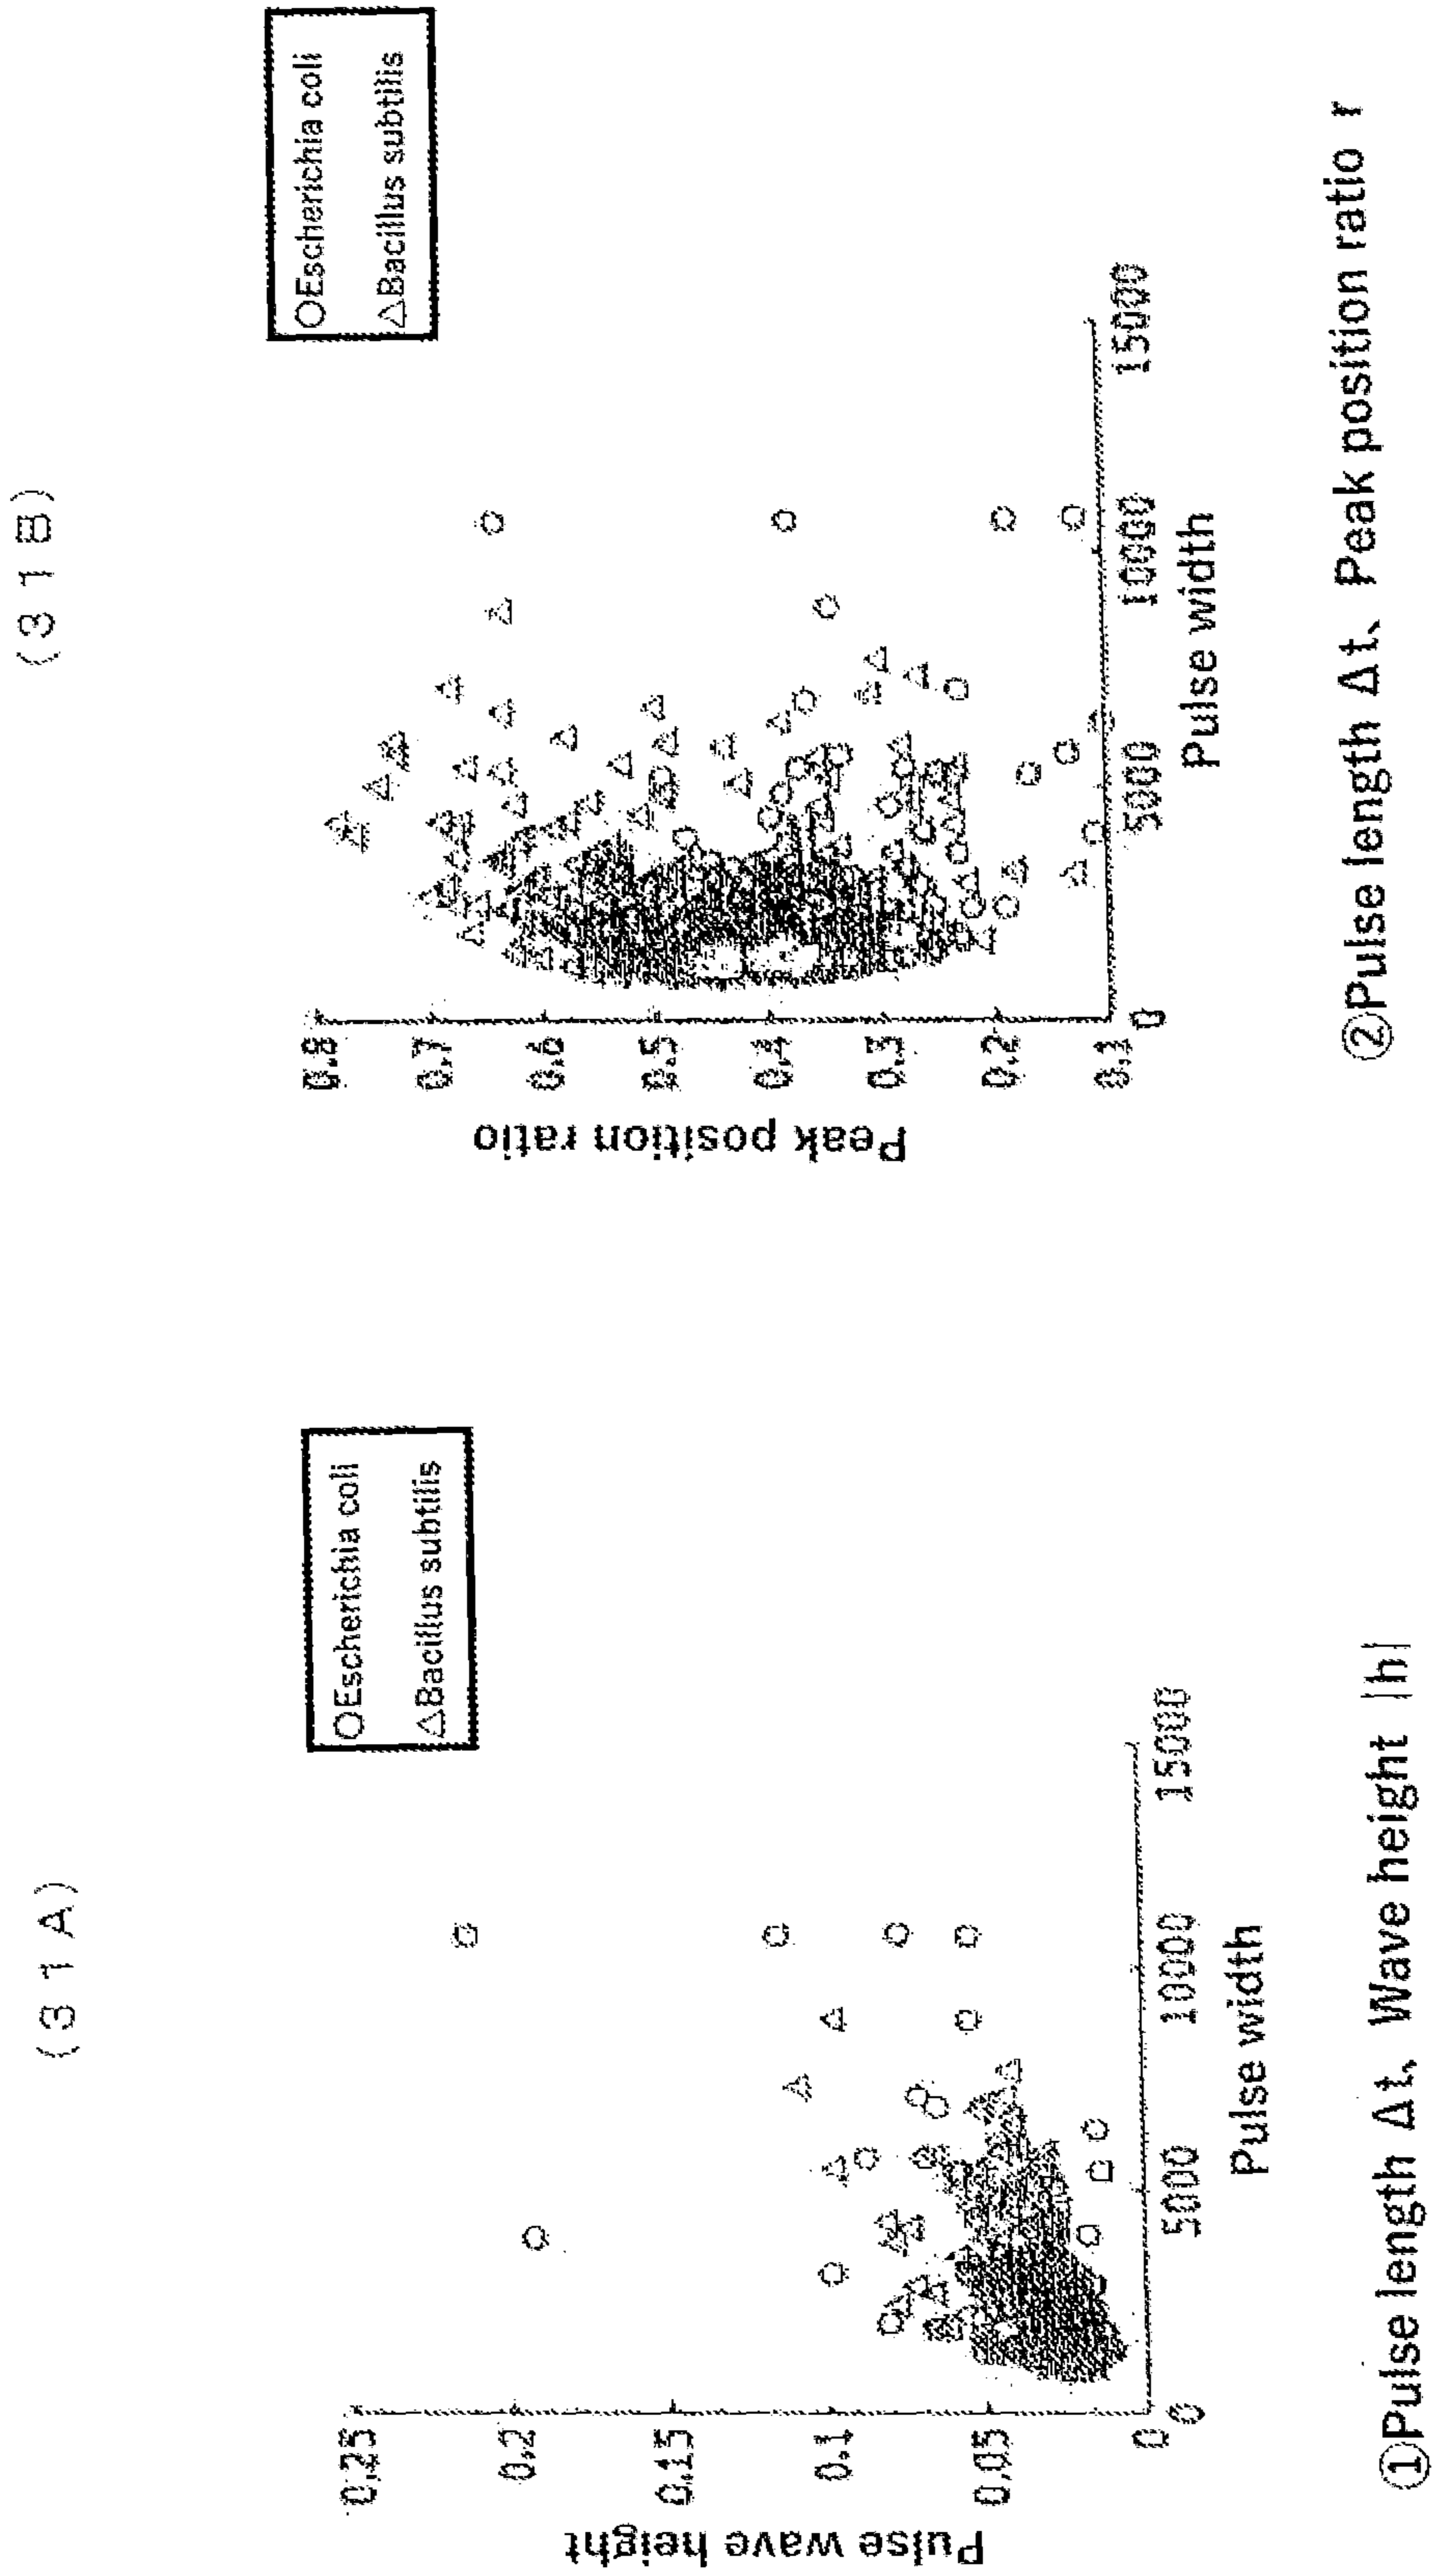 (31A)
○Escherichia coli
△Bacillus subtilis
Pulse wave height
0.25
0.2
0.15
0.1
0.05
0
0
5000
10000
15000
Pulse width
①Pulse length Δt、Wave height |h|
(31B)
○Escherichia coli
△Bacillus subtilis
Peak position ratio
0.8
0.7
0.6
0.5
0.4
0.3
0.2
0.1
0
5000
10000
15000
Pulse width
②Pulse length Δt、Peak position ratio r